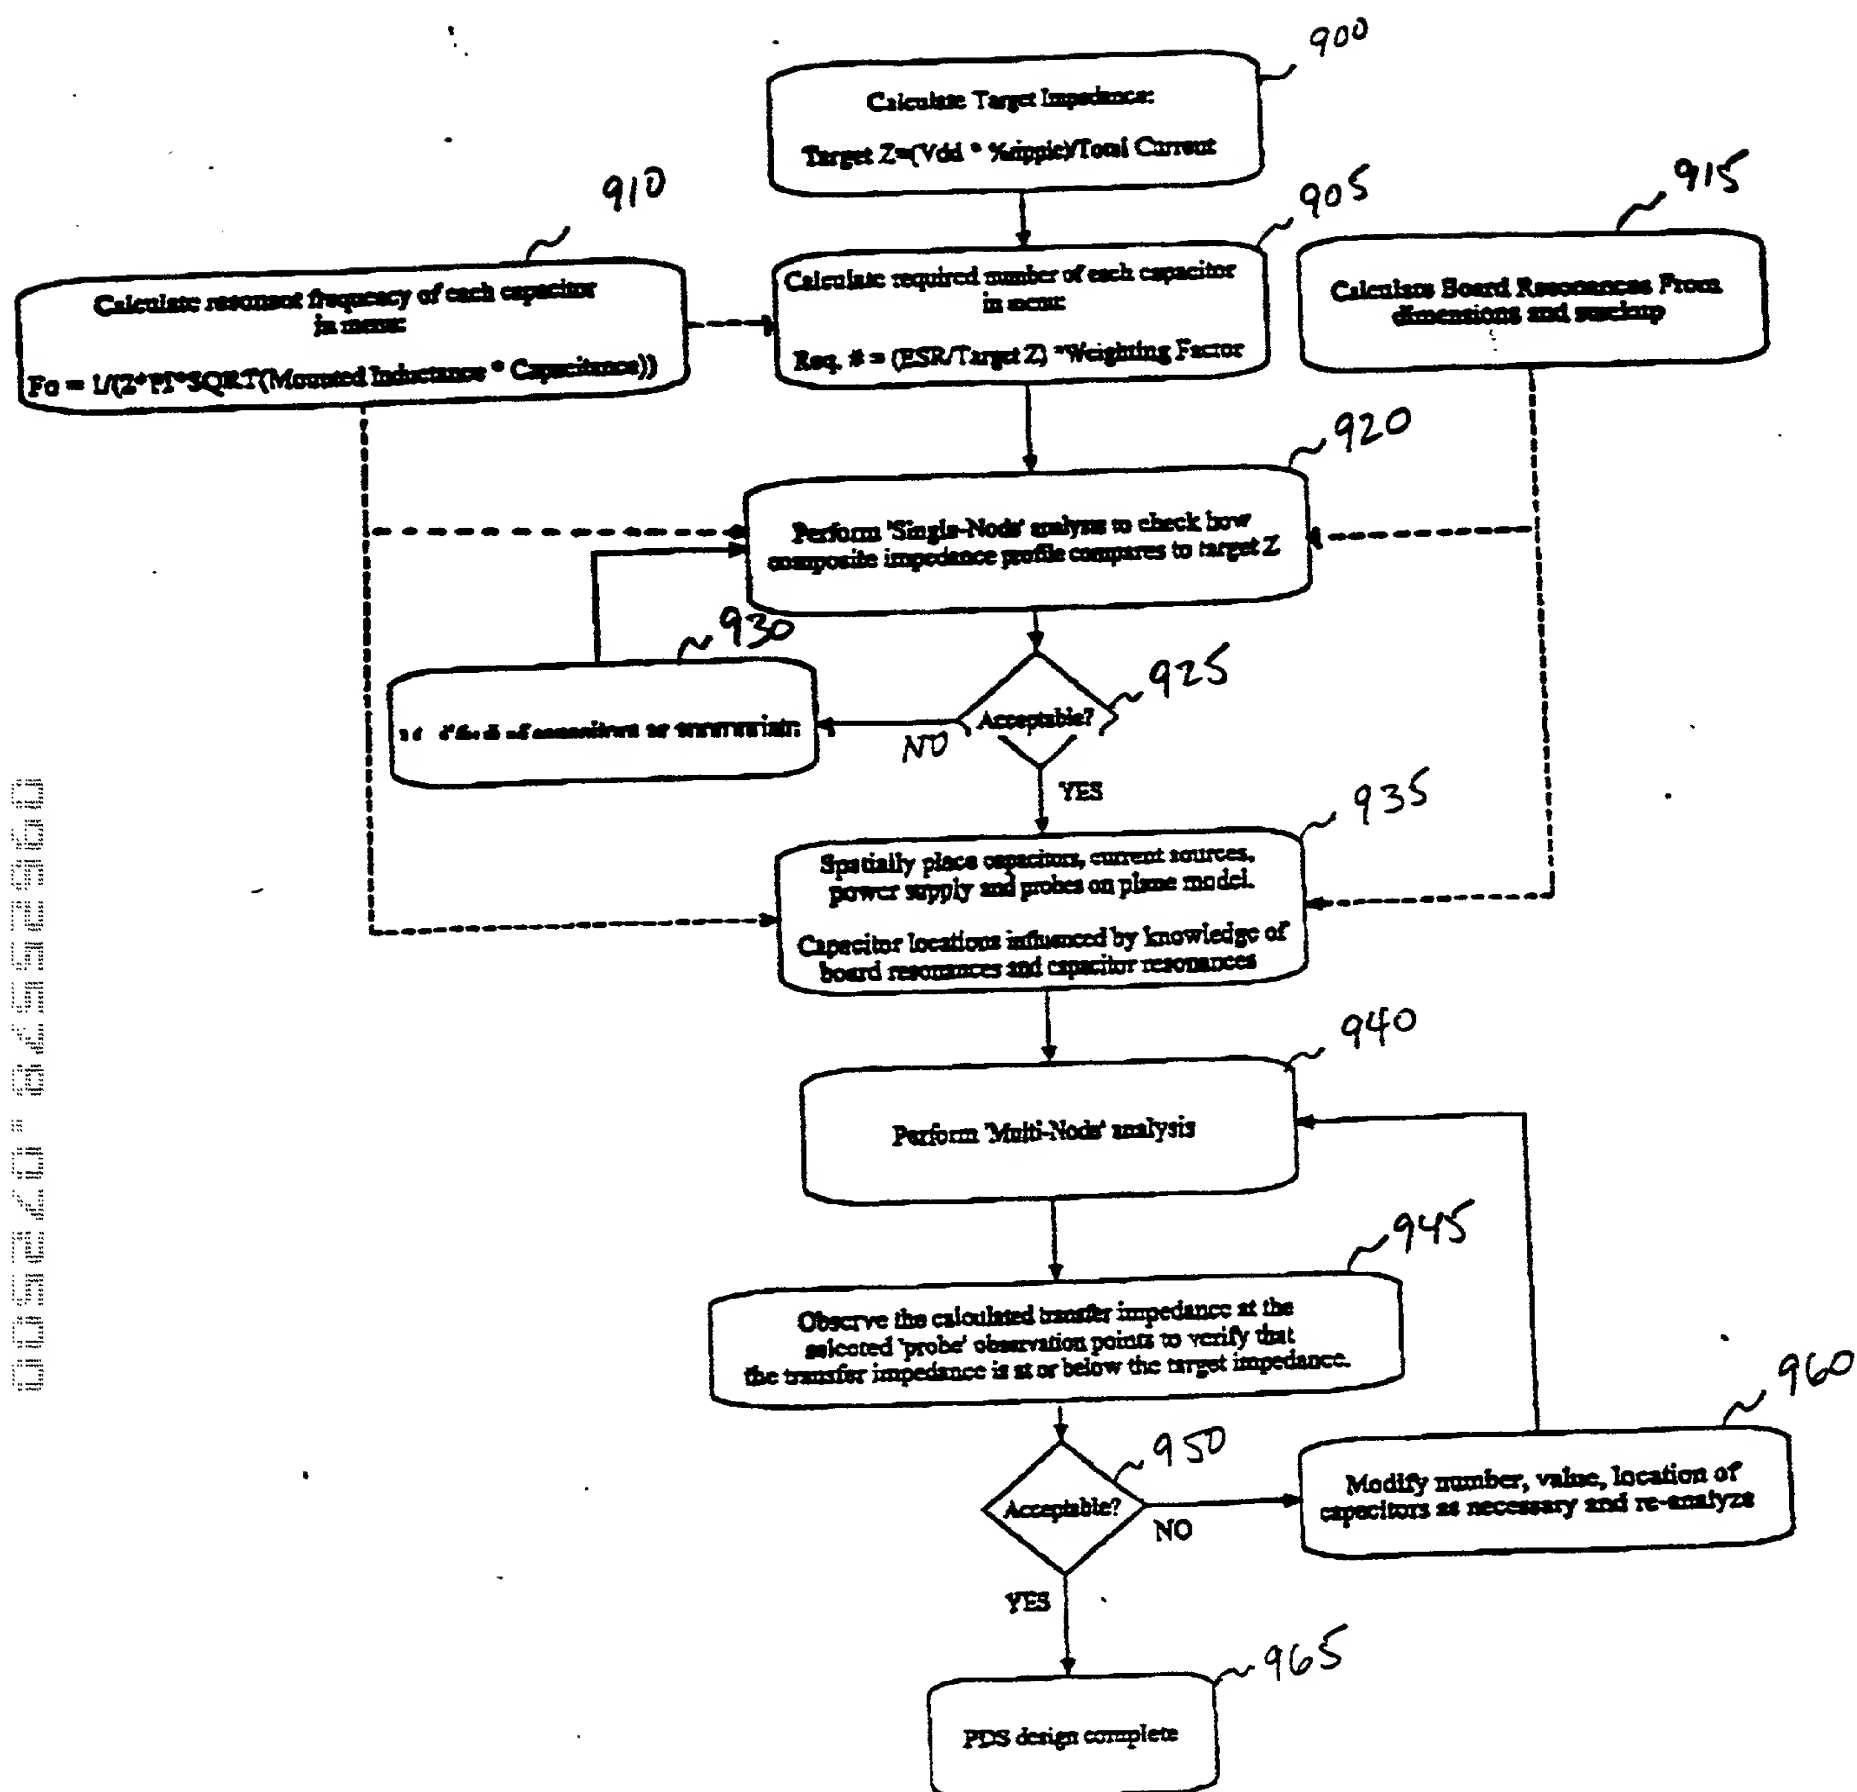 900
Calculate Target Impedance:
Target Z=(Vdd * %ripple)/Total Current
910
905
915
Calculate resonant frequency of each capacitor
in menu:
Fo = 1/(2*PI*SQRT(Mounted Inductance * Capacitance))
Calculate required number of each capacitor
in menu:
Req. # = (ESR/Target Z) *Weighting Factor
Calculate Board Resonances From
dimensions and stackup
920
Perform 'Single-Node' analysis to check how
composite impedance profile compares to target Z
930
925
Acceptable?
NO
# of capacitors as appropriate
YES
935
Spatially place capacitors, current sources,
power supply and probes on plane model.
Capacitor locations influenced by knowledge of
board resonances and capacitor resonances
940
Perform 'Multi-Node' analysis
945
Observe the calculated transfer impedance at the
selected 'probe' observation points to verify that
the transfer impedance is at or below the target impedance.
960
950
Acceptable?
NO
Modify number, value, location of
capacitors as necessary and re-analyze
YES
965
PDS design complete